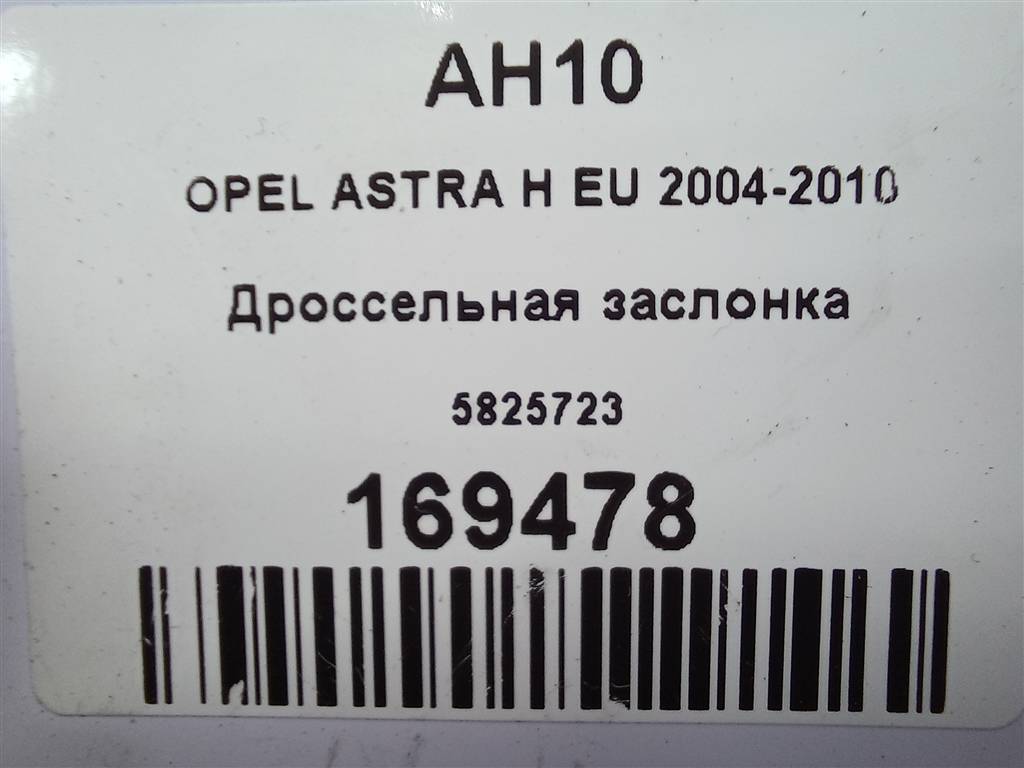 AH10
OPEL ASTRA H EU 2004-2010
Дроссельная заслонка
5825723
169478